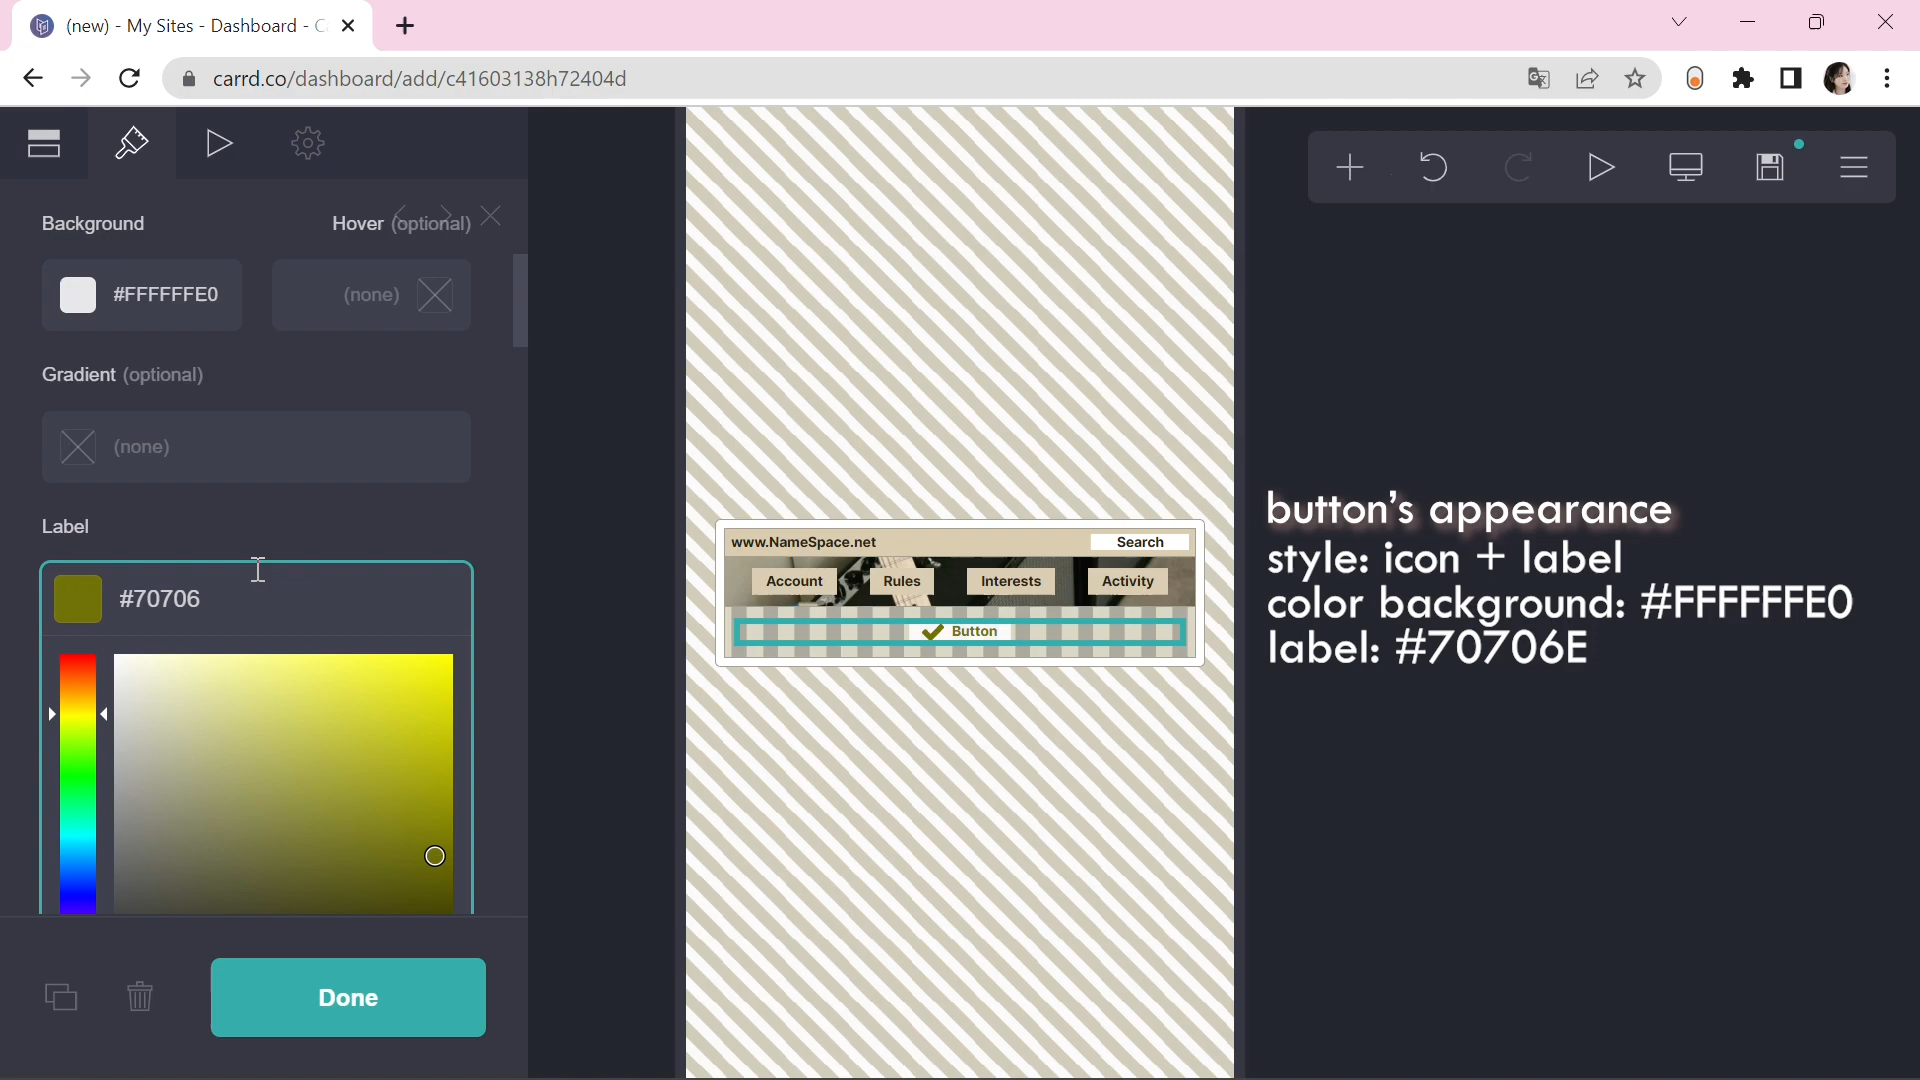 (new) - My Sites - Dashboard - C
carrd.co/dashboard/add/c41603138h72404d
Background
Hover (optional)
#FFFFFFE0
(none)
Gradient (optional)
(none)
Label
#70706
Done
www.NameSpace.net
Search
Account
Rules
Interests
Activity
Button
button's appearance
style: icon + label
color background: #FFFFFFE0
label: #70706E